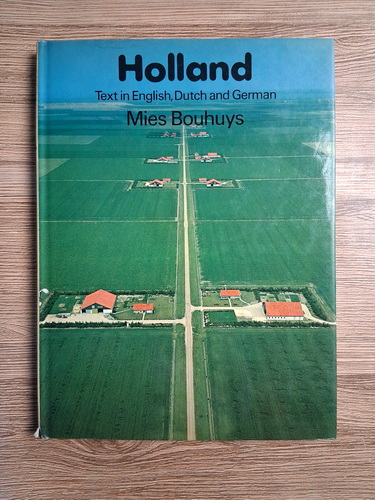 Holland
Text in English, Dutch and German
Mies Bouhuys